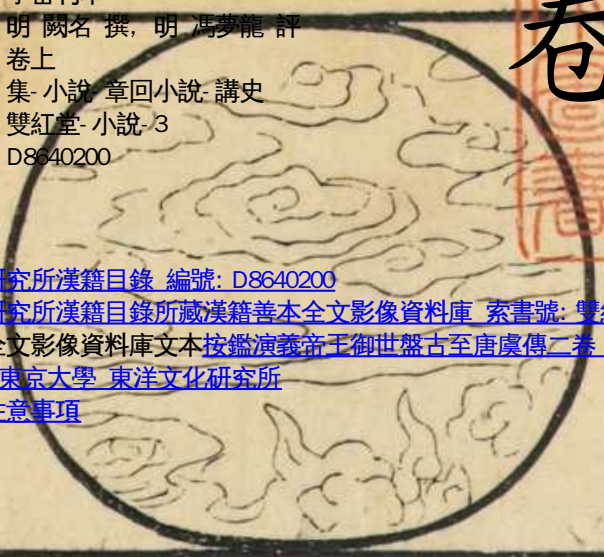 明 闕名 撰, 明 馮夢龍 評
卷上
集- 小說- 章回小說- 講史
雙紅堂- 小說- 3
D8640200
卷
究所漢籍目錄 編號: D8640200
究所漢籍目錄所藏漢籍善本全文影像資料庫 索書號: 雙
全文影像資料庫文本按鑑演義帝王御世盤古至唐虞傳二卷
東京大學 東洋文化研究所
意事項